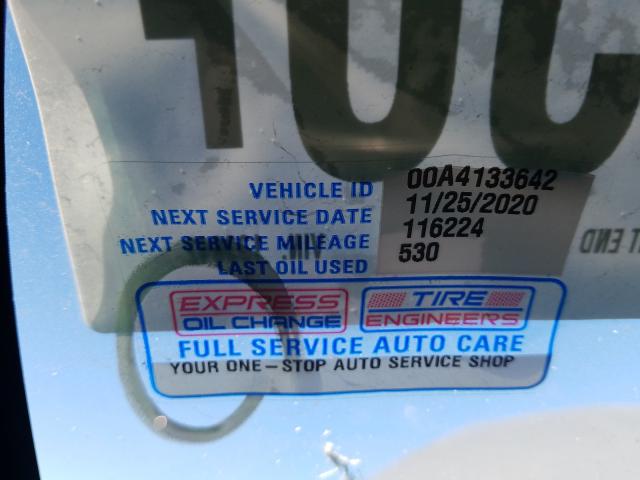 VEHICLE ID 00A4133642
NEXT SERVICE DATE 11/25/2020
NEXT SERVICE MILEAGE 116224
LAST OIL USED 530
EXPRESS OIL CHANGE
TIRE ENGINEERS
FULL SERVICE AUTO CARE
YOUR ONE-STOP AUTO SERVICE SHOP